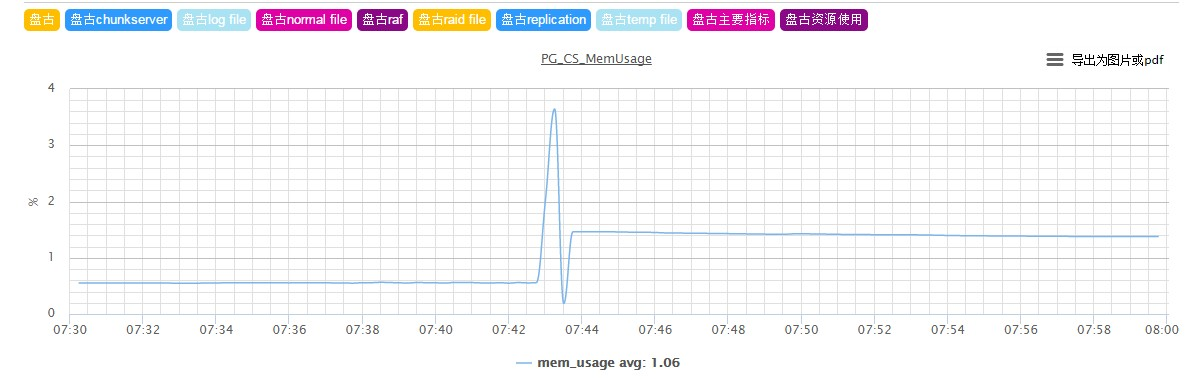 盘古 盘古chunkserver 盘古log file 盘古normal file 盘古raf 盘古raid file 盘古replication 盘古temp file 盘古主要指标 盘古资源使用
PG_CS_MemUsage
导出为图片或pdf
4
3
2
1
0
%
07:30 07:32 07:34 07:36 07:38 07:40 07:42 07:44 07:46 07:48 07:50 07:52 07:54 07:56 07:58 08:00
mem_usage avg: 1.06